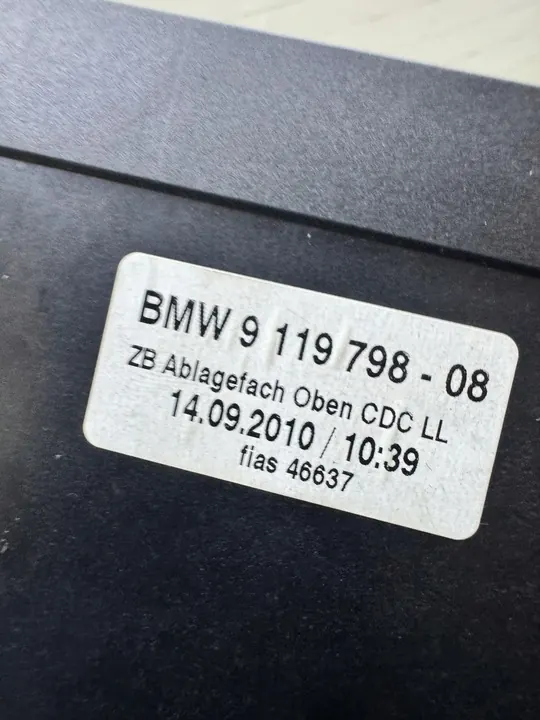 BMW 9 119 798 - 08
ZB Ablagefach Oben CDC LL
14.09.2010 / 10:39
fias 46637